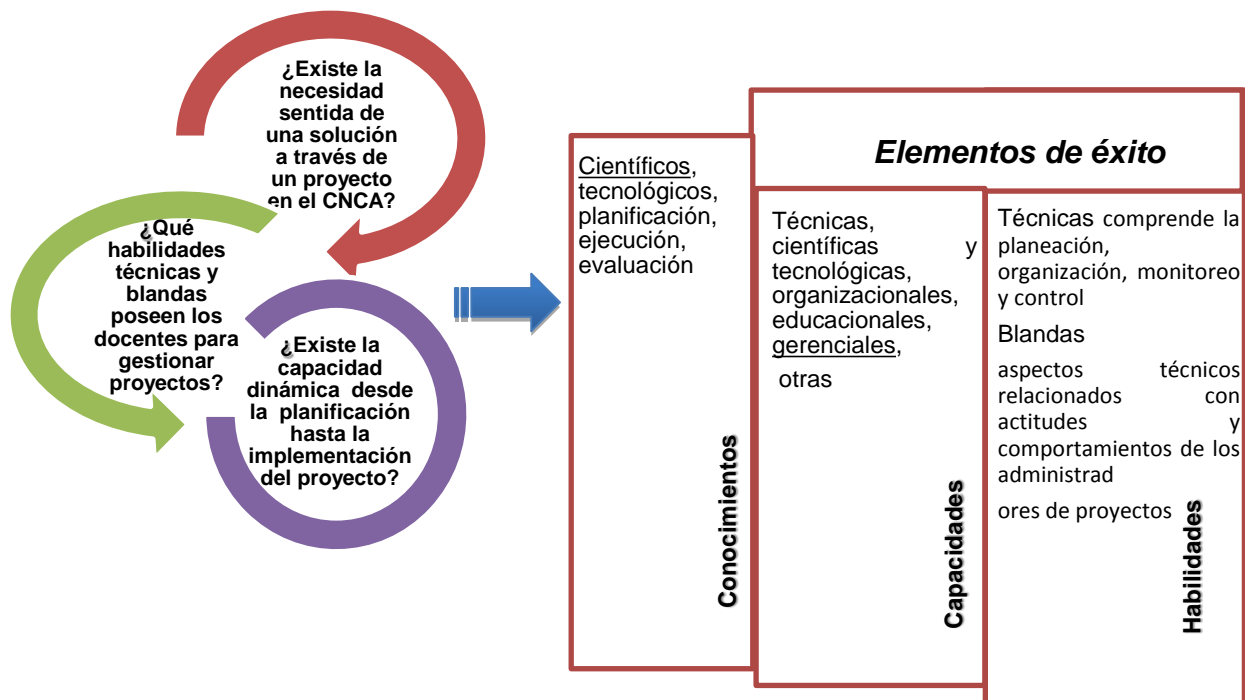 ¿Existe la
necesidad
sentida de
una solución
a través de
un proyecto
en el CNCA?
¿Qué
habilidades
técnicas y
blandas
poseen los
docentes para
gestionar
proyectos?
¿Existe la
capacidad
dinámica desde
la planificación
hasta la
implementación
del proyecto?
Elementos de éxito
Científicos,
tecnológicos,
planificación,
ejecución,
evaluación
Conocimientos
Técnicas,
científicas y
tecnológicas,
organizacionales,
educacionales,
gerenciales,
otras
Capacidades
Técnicas comprende la
planeación,
organización, monitoreo
y control
Blandas
aspectos técnicos
relacionados con
actitudes y
comportamientos de los
administrad
ores de proyectos
Habilidades